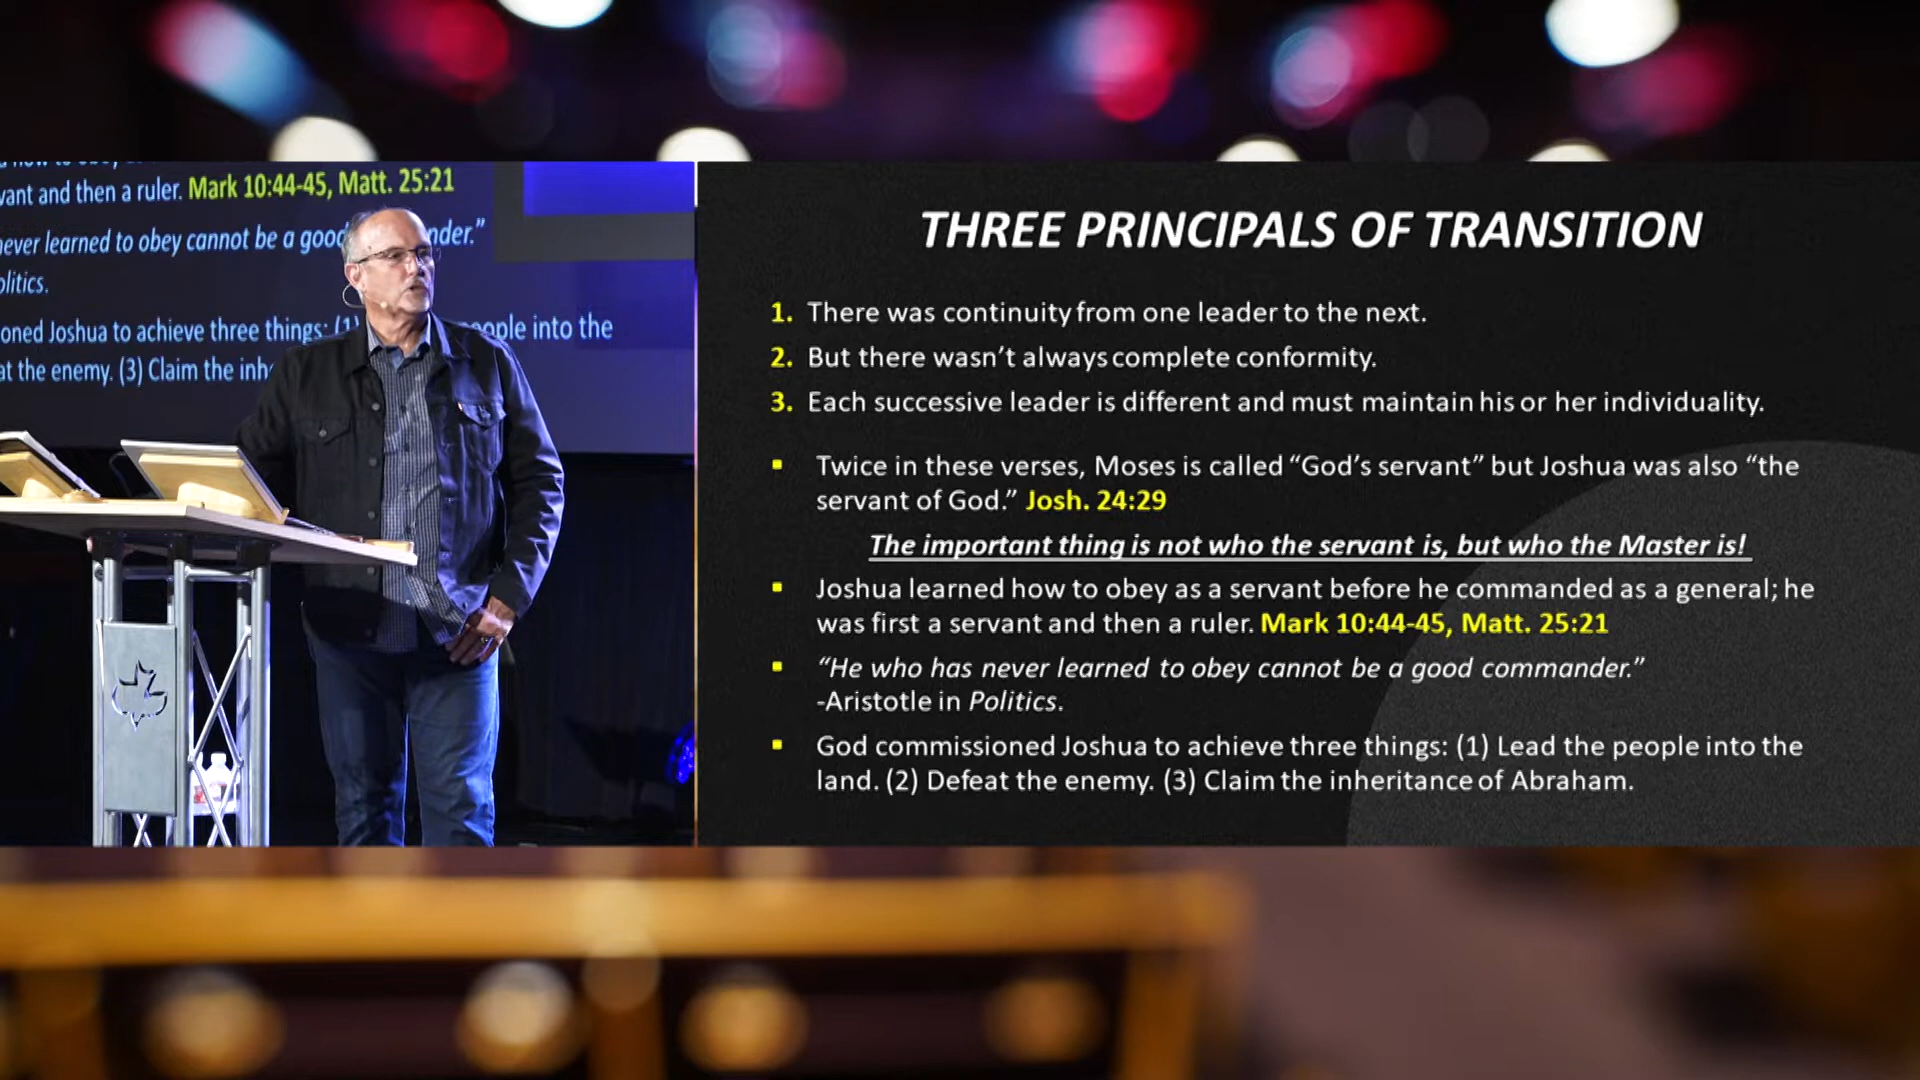 vant and then a ruler. Mark 10:44-45, Matt. 25:21
never learned to obey cannot be a good nder.”
olitics.
oned Joshua to achieve three things: (1) people into the
at the enemy. (3) Claim the inh
THREE PRINCIPALS OF TRANSITION
1. There was continuity from one leader to the next.
2. But there wasn’t always complete conformity.
3. Each successive leader is different and must maintain his or her individuality.
▪ Twice in these verses, Moses is called “God’s servant” but Joshua was also “the
servant of God.” Josh. 24:29
The important thing is not who the servant is, but who the Master is!
▪ Joshua learned how to obey as a servant before he commanded as a general; he
was first a servant and then a ruler. Mark 10:44-45, Matt. 25:21
▪ “He who has never learned to obey cannot be a good commander.”
-Aristotle in Politics.
▪ God commissioned Joshua to achieve three things: (1) Lead the people into the
land. (2) Defeat the enemy. (3) Claim the inheritance of Abraham.